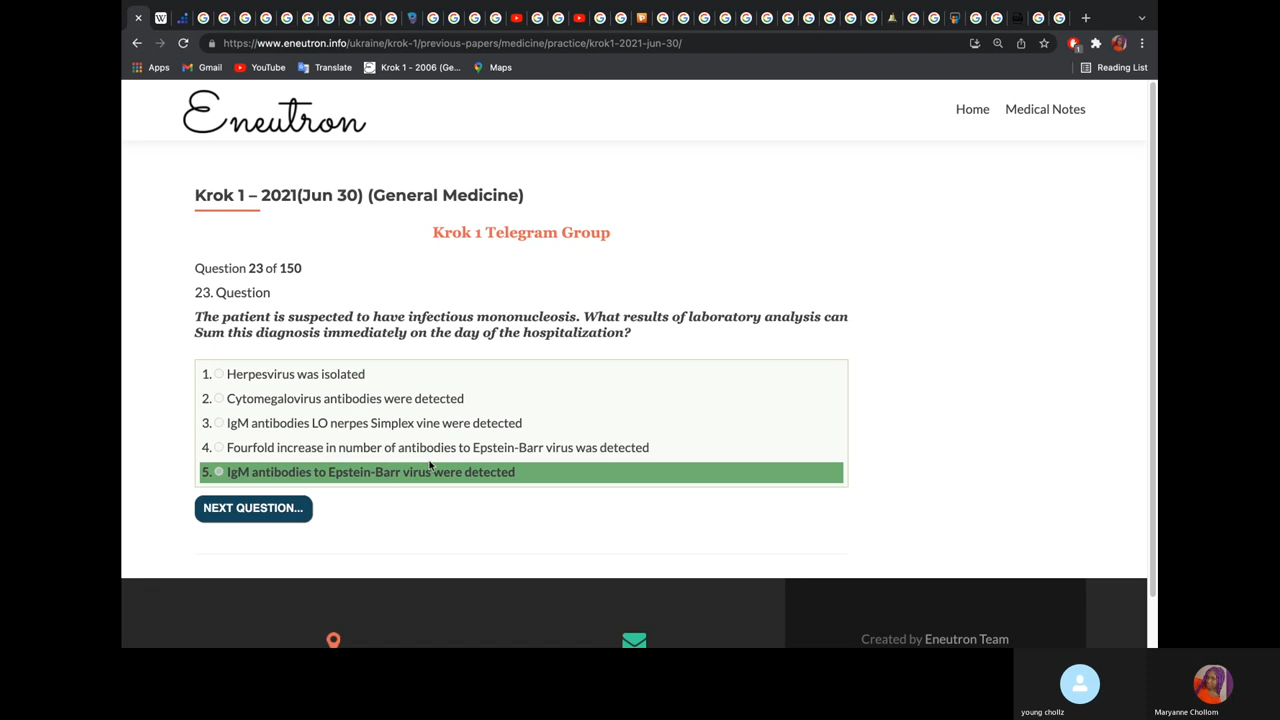 https://www.eneutron.info/ukraine/krok-1/previous-papers/medicine/practice/krok1-2021-jun-30/
1
Apps Gmail YouTube Translate Krok 1 - 2006 (Ge... Maps Reading List
Eneutron
Home Medical Notes
Krok 1 – 2021(Jun 30) (General Medicine)
Krok 1 Telegram Group
Question 23 of 150
23. Question
The patient is suspected to have infectious mononucleosis. What results of laboratory analysis can
Sum this diagnosis immediately on the day of the hospitalization?
1. Herpesvirus was isolated
2. Cytomegalovirus antibodies were detected
3. IgM antibodies LO nerpes Simplex vine were detected
4. Fourfold increase in number of antibodies to Epstein-Barr virus was detected
5. IgM antibodies to Epstein-Barr virus were detected
NEXT QUESTION...
Created by Eneutron Team
young chollz
Maryanne Chollom